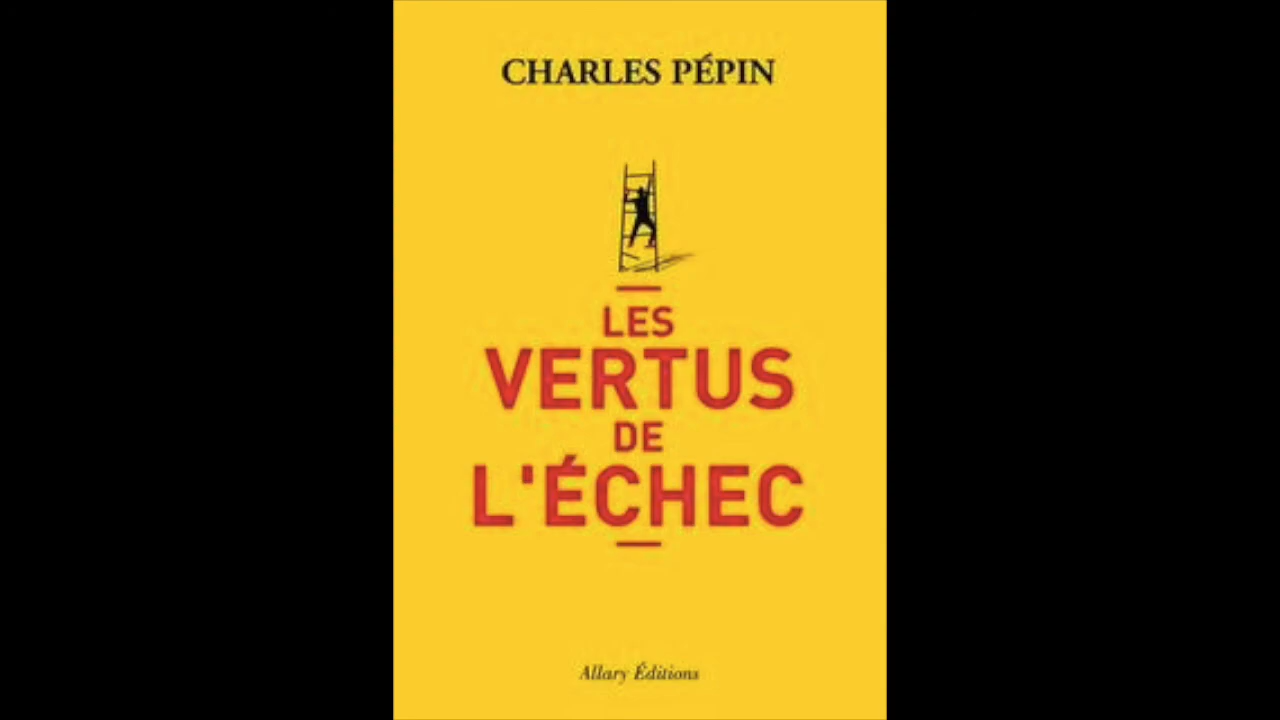 CHARLES PÉPIN
LES
VERTUS
DE
L'ÉCHEC
Allary Éditions